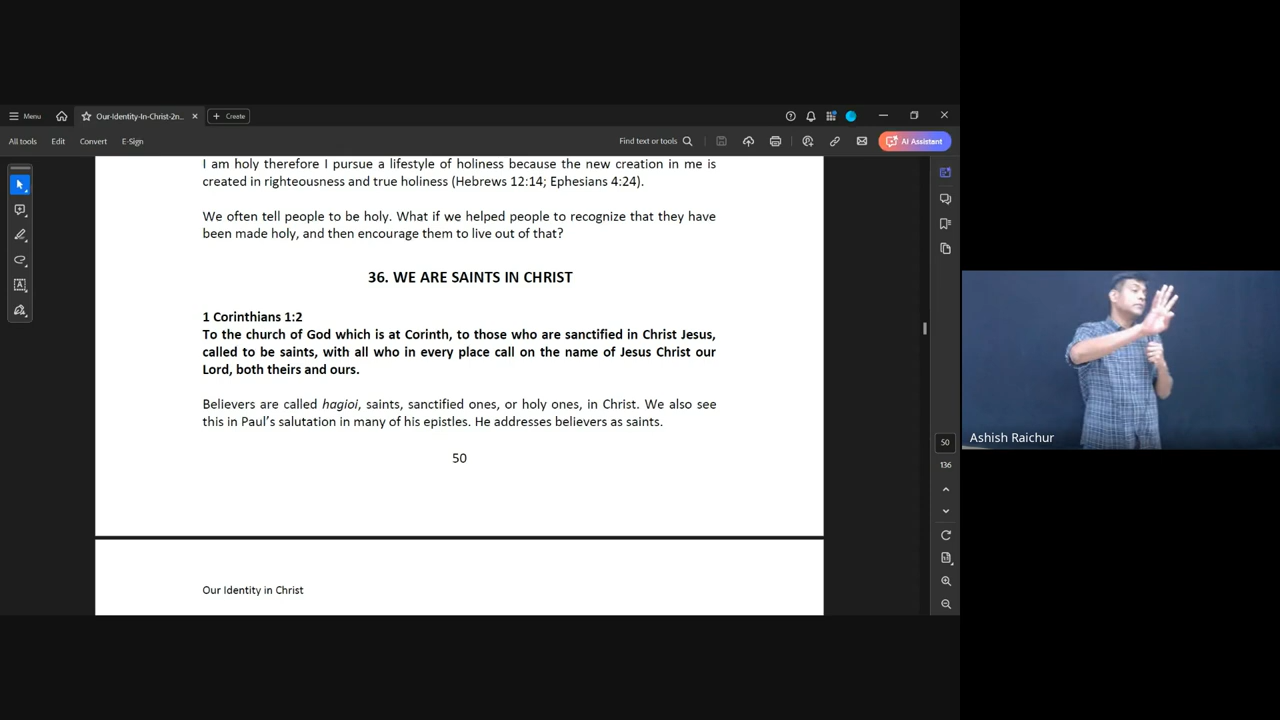 Menu
Our-Identity-In-Christ-2n...
Create
All tools
Edit
Convert
E-Sign
Find text or tools
AI Assistant
I am holy therefore I pursue a lifestyle of holiness because the new creation in me is
created in righteousness and true holiness (Hebrews 12:14; Ephesians 4:24).
We often tell people to be holy. What if we helped people to recognize that they have
been made holy, and then encourage them to live out of that?
36. WE ARE SAINTS IN CHRIST
1 Corinthians 1:2
To the church of God which is at Corinth, to those who are sanctified in Christ Jesus,
called to be saints, with all who in every place call on the name of Jesus Christ our
Lord, both theirs and ours.
Believers are called hagioi, saints, sanctified ones, or holy ones, in Christ. We also see
this in Paul's salutation in many of his epistles. He addresses believers as saints.
50
Our Identity in Christ
50
136
Ashish Raichur